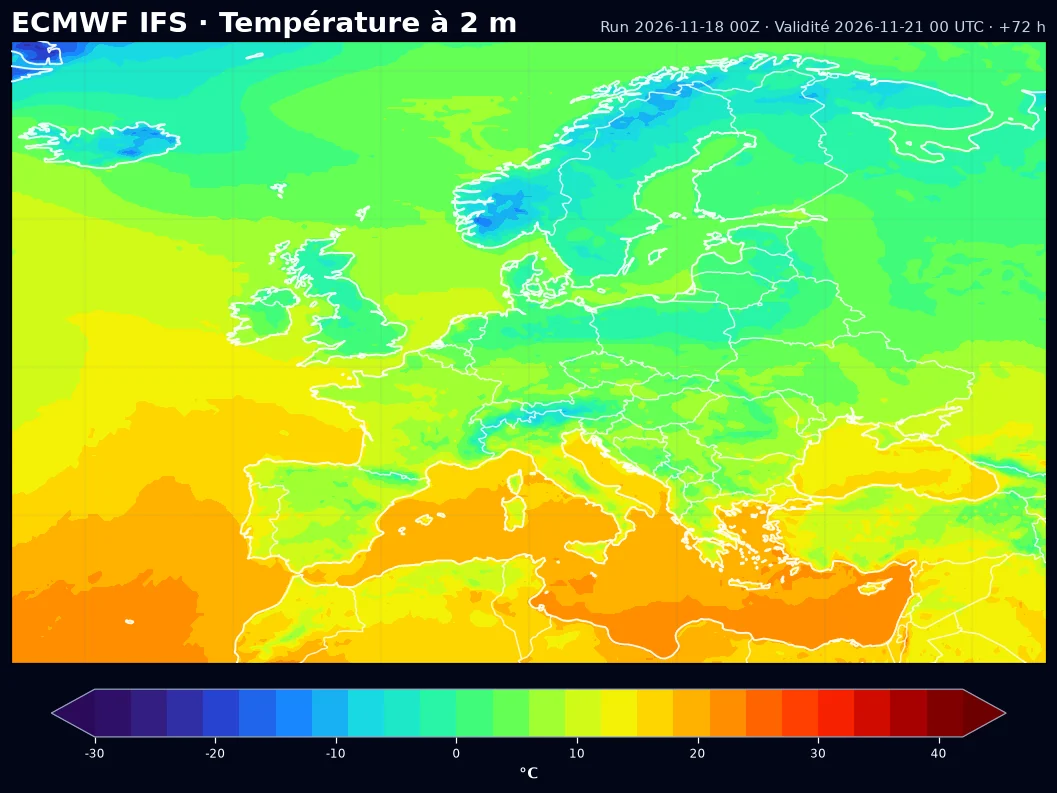 ECMWF IFS · Température à 2 m
Run 2026-11-18 00Z · Validité 2026-11-21 00 UTC · +72 h
-30 -20 -10 0 10 20 30 40
°C